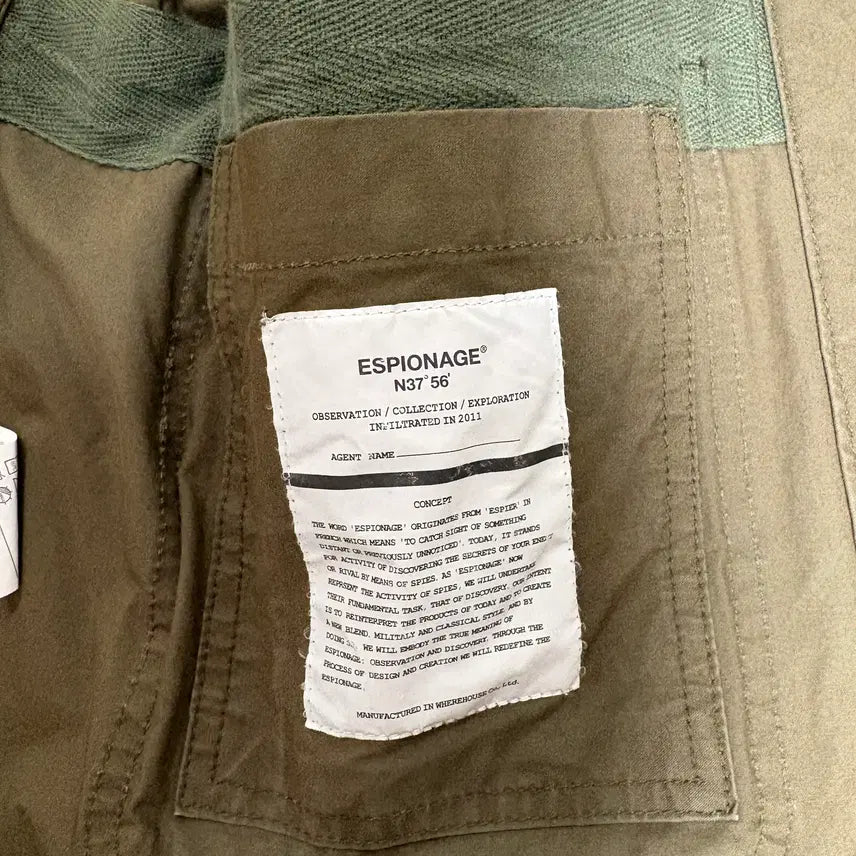 ESPIONAGE®
N37°56'
OBSERVATION / COLLECTION / EXPLORATION
INFILTRATED IN 2011
AGENT NAME
CONCEPT
THE WORD 'ESPIONAGE' ORIGINATES FROM 'ESPIER' IN
FRENCH WHICH MEANS 'TO CATCH SIGHT OF SOMETHING
DISTANT OR PREVIOUSLY UNNOTICED'. TODAY, IT STANDS
FOR ACTIVITY OF DISCOVERING THE SECRETS OF YOUR
OR RIVAL BY MEANS OF SPIES. AS 'ESPIONAGE' NOW
REPRSENT THE ACTIVITY OF SPIES, WE WILL UNDERTAKE
THEIR FUNDAMENTAL TASK, THAT OF DISCOVERY. OUR INTENT
IS TO REINTERPRET THE PRODUCTS OF TODAY AND TO CREATE
A NEW BLEND. MILITALY AND CLASSICAL STYLE. AND BY
DOING WE WILL EMBODY THE TRUE MEANING OF
ESPIONAGE: OBSERVATION AND DISCOVERY. THROUGH THE
PROCESS OF DESIGN AND CREATION WE WILL REDEFINE THE
ESPIONAGE.
MANUFACTURED IN WHEREHOUSE Co, Ltd.